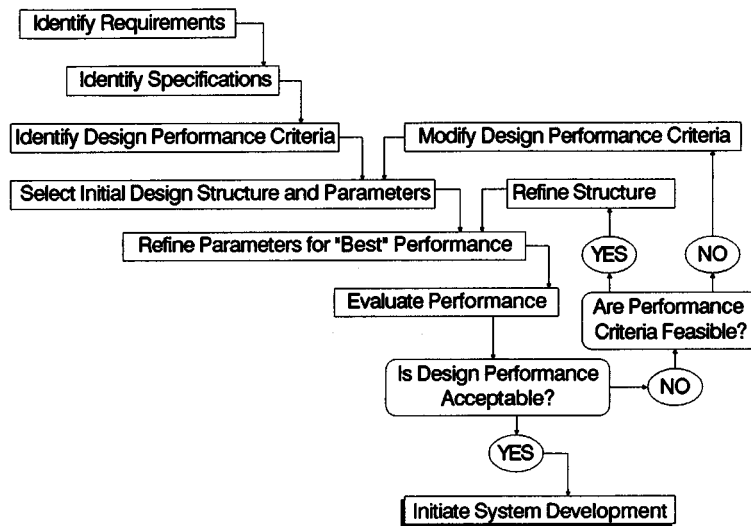 Identify Requirements
Identify Specifications
Identify Design Performance Criteria
Modify Design Performance Criteria
Select Initial Design Structure and Parameters
Refine Structure
Refine Parameters for "Best" Performance
YES
NO
Evaluate Performance
Are Performance
Criteria Feasible?
Is Design Performance
Acceptable?
NO
YES
Initiate System Development